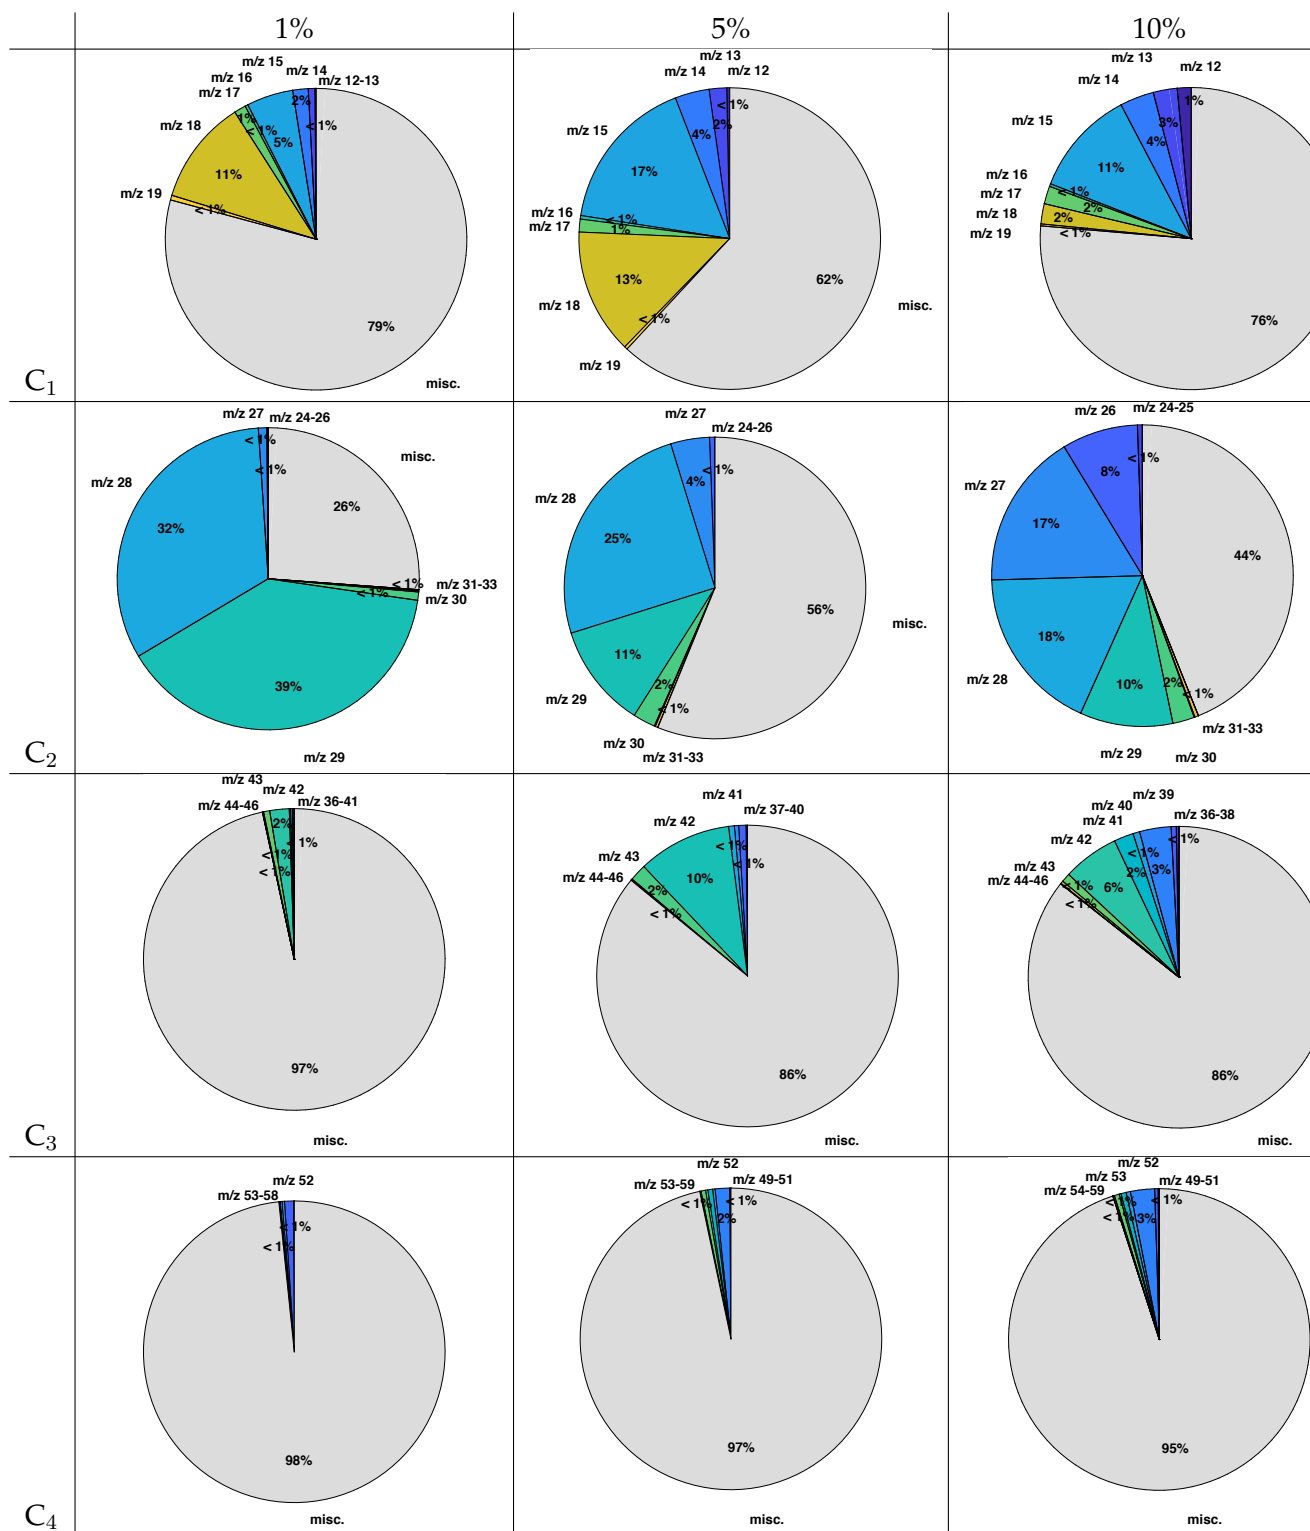 1% 5% 10%
C1
m/z 12-13
m/z 14
m/z 15
m/z 16
m/z 17
m/z 18
m/z 19
misc.
< 1%
2%
5%
< 1%
1%
11%
< 1%
79%
m/z 12
m/z 13
m/z 14
m/z 15
m/z 16
m/z 17
m/z 18
m/z 19
misc.
< 1%
2%
4%
17%
< 1%
1%
13%
< 1%
62%
m/z 12
m/z 13
m/z 14
m/z 15
m/z 16
m/z 17
m/z 18
m/z 19
1%
3%
4%
11%
< 1%
2%
2%
< 1%
76%
C2
m/z 24-26
m/z 27
m/z 28
m/z 29
m/z 30
m/z 31-33
misc.
< 1%
< 1%
32%
39%
< 1%
< 1%
26%
m/z 24-26
m/z 27
m/z 28
m/z 29
m/z 30
m/z 31-33
misc.
< 1%
4%
25%
11%
2%
< 1%
56%
m/z 24-25
m/z 26
m/z 27
m/z 28
m/z 29
m/z 30
m/z 31-33
< 1%
8%
17%
18%
10%
2%
< 1%
44%
C3
m/z 36-41
m/z 42
m/z 43
m/z 44-46
misc.
< 1%
2%
< 1%
< 1%
97%
m/z 37-40
m/z 41
m/z 42
m/z 43
m/z 44-46
misc.
< 1%
< 1%
10%
2%
< 1%
86%
m/z 36-38
m/z 39
m/z 40
m/z 41
m/z 42
m/z 43
m/z 44-46
misc.
< 1%
3%
< 1%
2%
6%
< 1%
< 1%
86%
C4
m/z 52
m/z 53-58
misc.
< 1%
< 1%
98%
m/z 49-51
m/z 52
m/z 53-59
misc.
< 1%
2%
< 1%
97%
m/z 49-51
m/z 52
m/z 53
m/z 54-59
misc.
< 1%
3%
< 1%
< 1%
95%